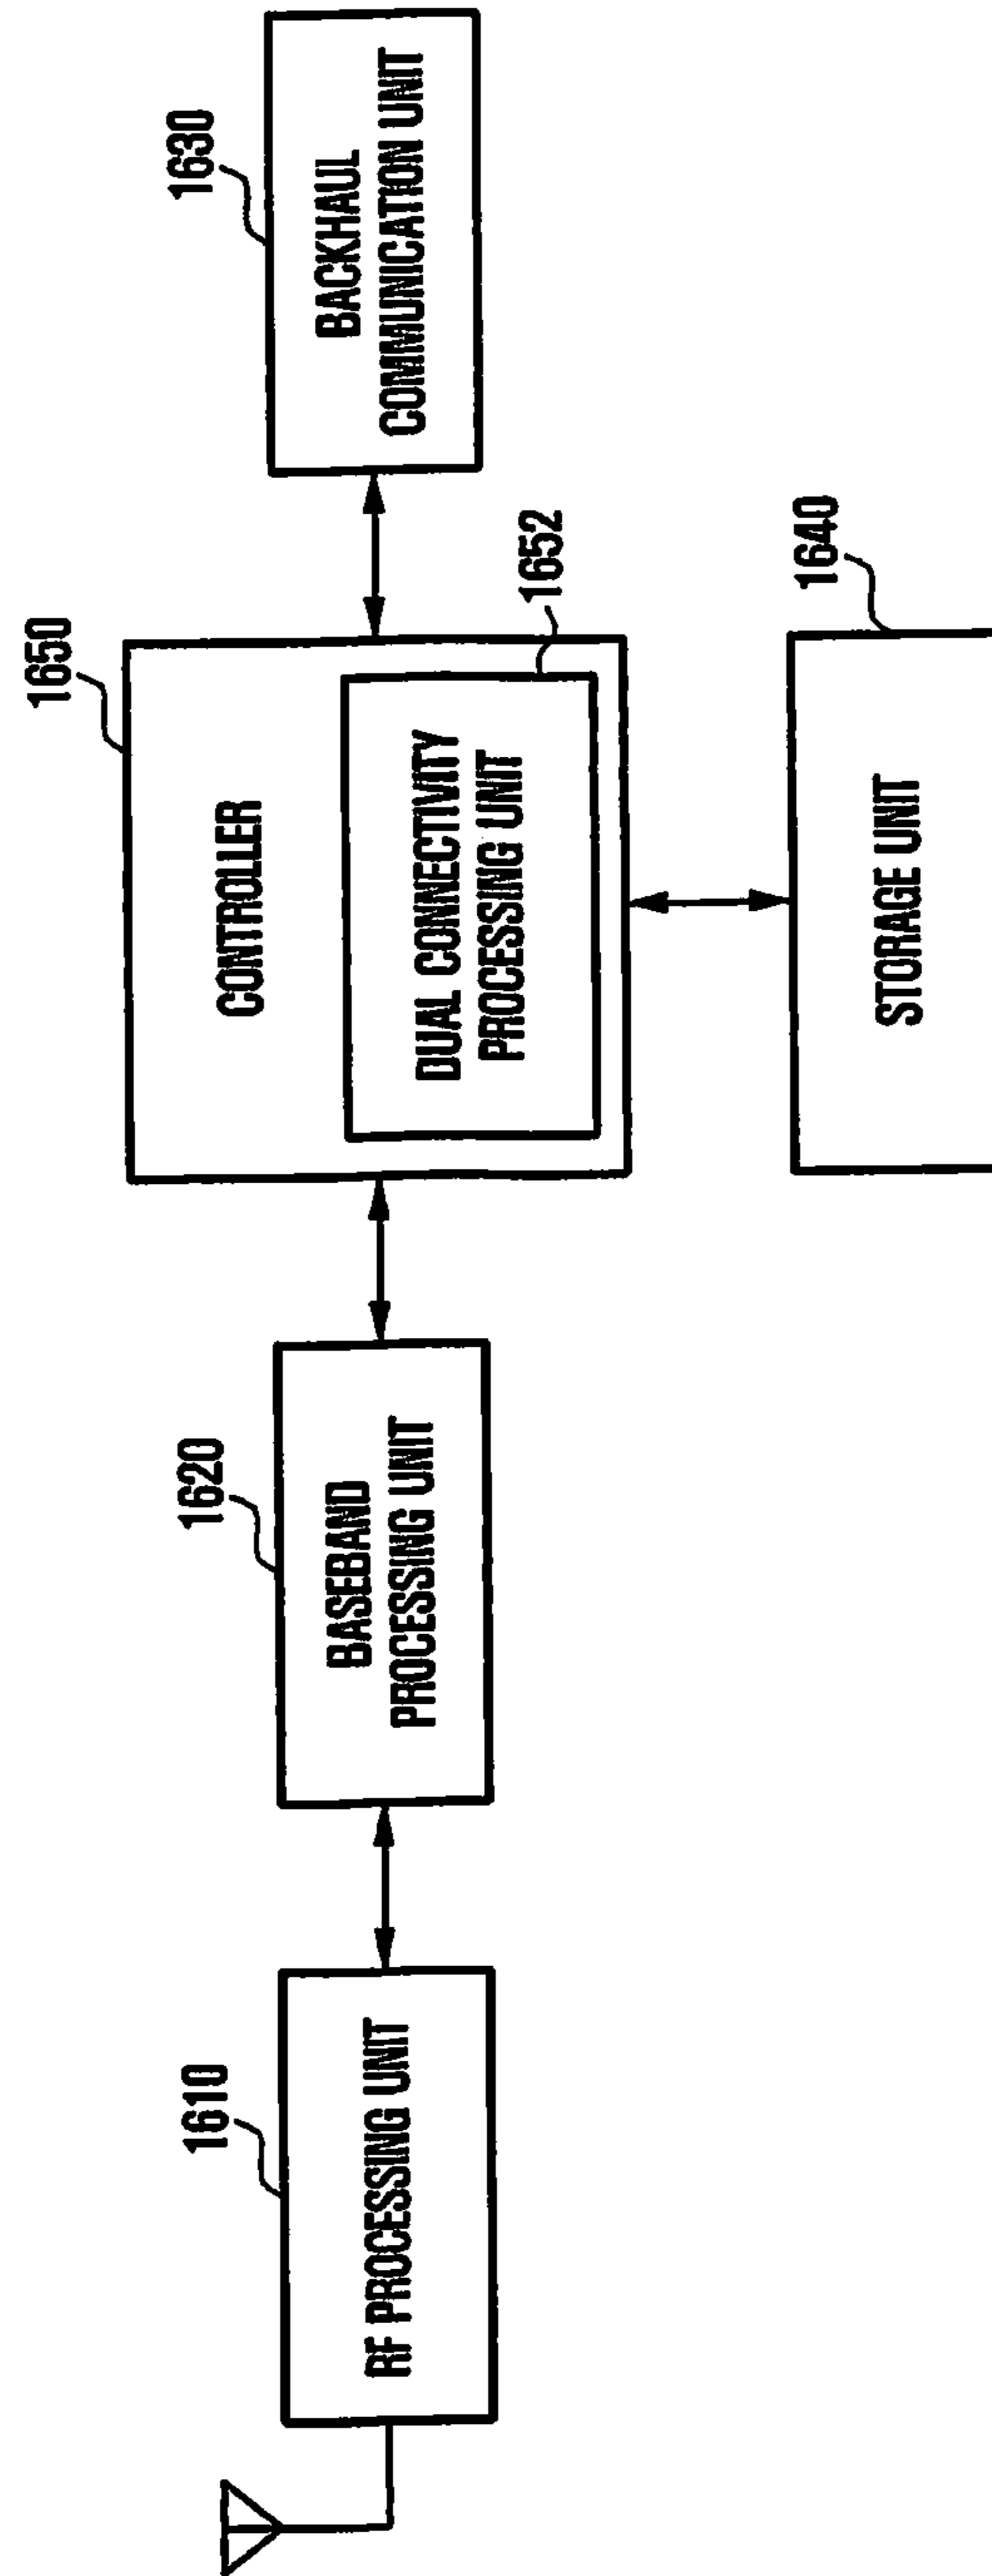 1610
RF PROCESSING UNIT
1620
BASEBAND
PROCESSING UNIT
1650
CONTROLLER
DUAL CONNECTIVITY
PROCESSING UNIT
1652
1630
BACKHAUL
COMMUNICATION UNIT
1640
STORAGE UNIT